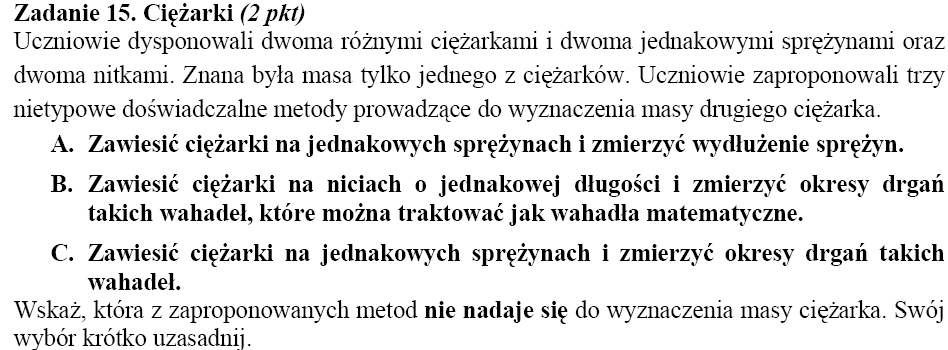 Zadanie 15. Ciężarki (2 pkt)
Uczniowie dysponowali dwoma różnymi ciężarkami i dwoma jednakowymi sprężynami oraz
dwoma nitkami. Znana była masa tylko jednego z ciężarków. Uczniowie zaproponowali trzy
nietypowe doświadczalne metody prowadzące do wyznaczenia masy drugiego ciężarka.
A. Zawiesić ciężarki na jednakowych sprężynach i zmierzyć wydłużenie sprężyn.
B. Zawiesić ciężarki na niciach o jednakowej długości i zmierzyć okresy drgań
takich wahadeł, które można traktować jak wahadła matematyczne.
C. Zawiesić ciężarki na jednakowych sprężynach i zmierzyć okresy drgań takich
wahadeł.
Wskaż, która z zaproponowanych metod nie nadaje się do wyznaczenia masy ciężarka. Swój
wybór krótko uzasadnij.